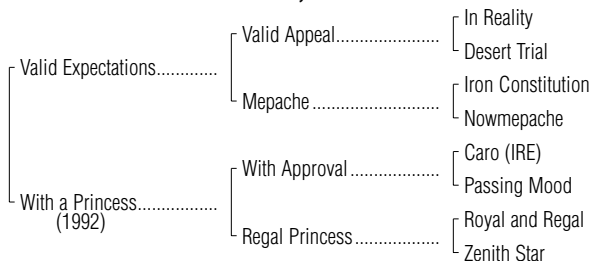 In Reality
Valid Appeal..........................
Desert Trial
Valid Expectations.............
Iron Constitution
Mepache ................................
Nowmepache
Caro (IRE)
With Approval ......................
Passing Mood
With a Princess.................
(1992)
Royal and Regal
Regal Princess.....................
Zenith Star